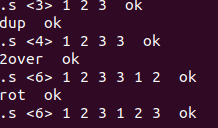 .s <3> 1 2 3  ok
dup  ok
.s <4> 1 2 3 3  ok
2over  ok
.s <6> 1 2 3 3 1 2  ok
rot  ok
.s <6> 1 2 3 1 2 3  ok